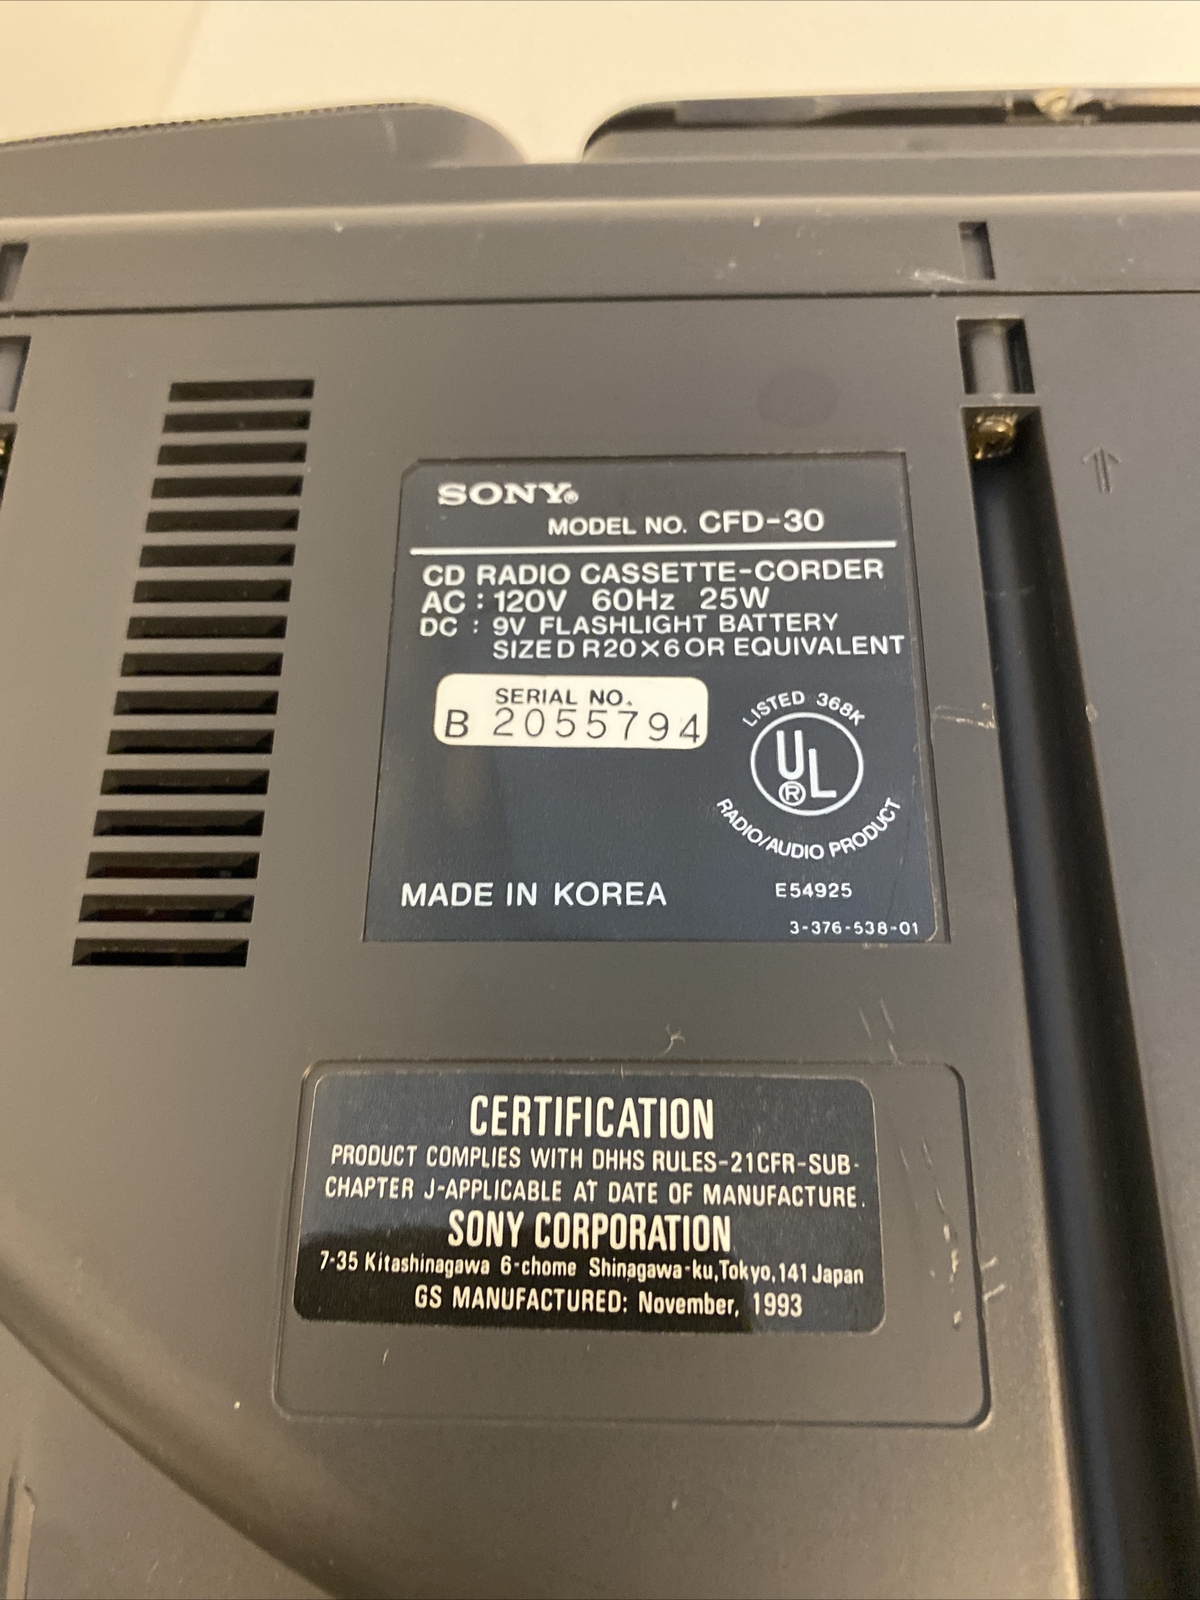 SONY®
MODEL NO. CFD-30
CD RADIO CASSETTE-CORDER
AC : 120V 60Hz 25W
DC : 9V FLASHLIGHT BATTERY
SIZE D R20X6 OR EQUIVALENT
SERIAL NO.
B 2055794
LISTED 368K
UL®
RADIO/AUDIO PRODUCT
MADE IN KOREA
E54925
3-376-538-01
CERTIFICATION
PRODUCT COMPLIES WITH DHHS RULES-21CFR-SUB-
CHAPTER J-APPLICABLE AT DATE OF MANUFACTURE.
SONY CORPORATION
7-35 Kitashinagawa 6-chome Shinagawa-ku,Tokyo,141 Japan
GS MANUFACTURED: November, 1993